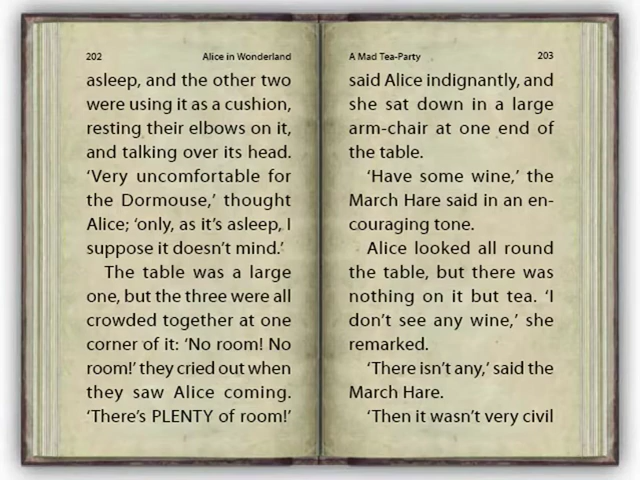 202
Alice in Wonderland
asleep, and the other two
were using it as a cushion,
resting their elbows on it,
and talking over its head.
‘Very uncomfortable for
the Dormouse,’ thought
Alice; ‘only, as it’s asleep, I
suppose it doesn’t mind.’
The table was a large
one, but the three were all
crowded together at one
corner of it: ‘No room! No
room!’ they cried out when
they saw Alice coming.
‘There’s PLENTY of room!’
A Mad Tea-Party
203
said Alice indignantly, and
she sat down in a large
arm-chair at one end of
the table.
‘Have some wine,’ the
March Hare said in an en-
couraging tone.
Alice looked all round
the table, but there was
nothing on it but tea. ‘I
don’t see any wine,’ she
remarked.
‘There isn’t any,’ said the
March Hare.
‘Then it wasn’t very civil